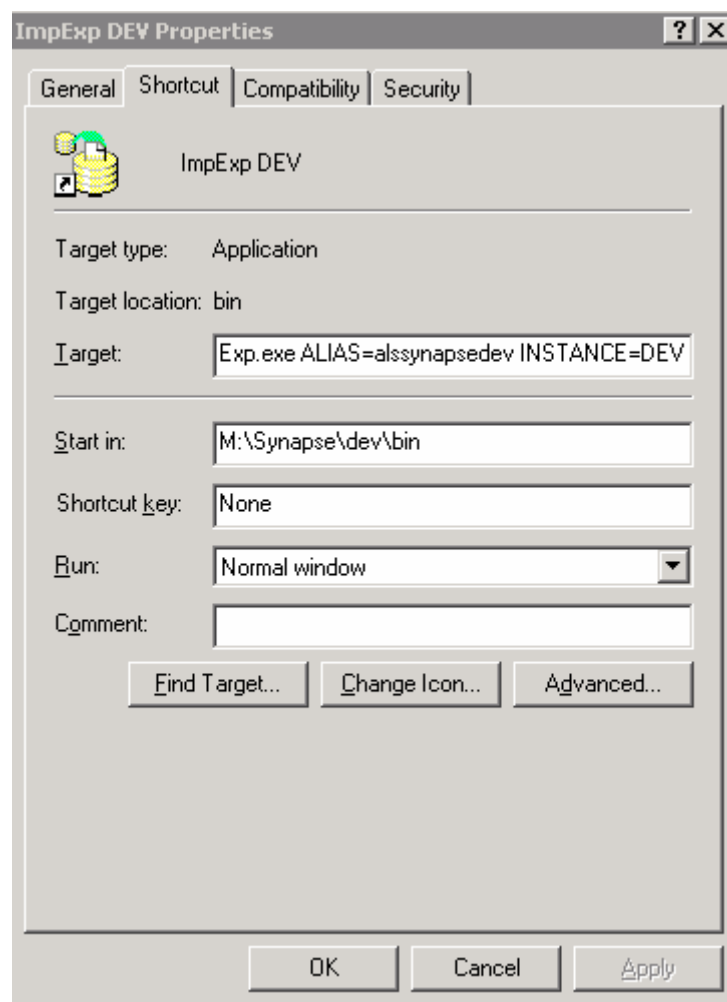 ImpExp DEV Properties
General Shortcut Compatibility Security
ImpExp DEV
Target type: Application
Target location: bin
Target: Exp.exe ALIAS=alssynapsedev INSTANCE=DEV
Start in: M:\Synapse\dev\bin
Shortcut key: None
Run: Normal window
Comment:
Find Target... Change Icon... Advanced...
OK Cancel Apply